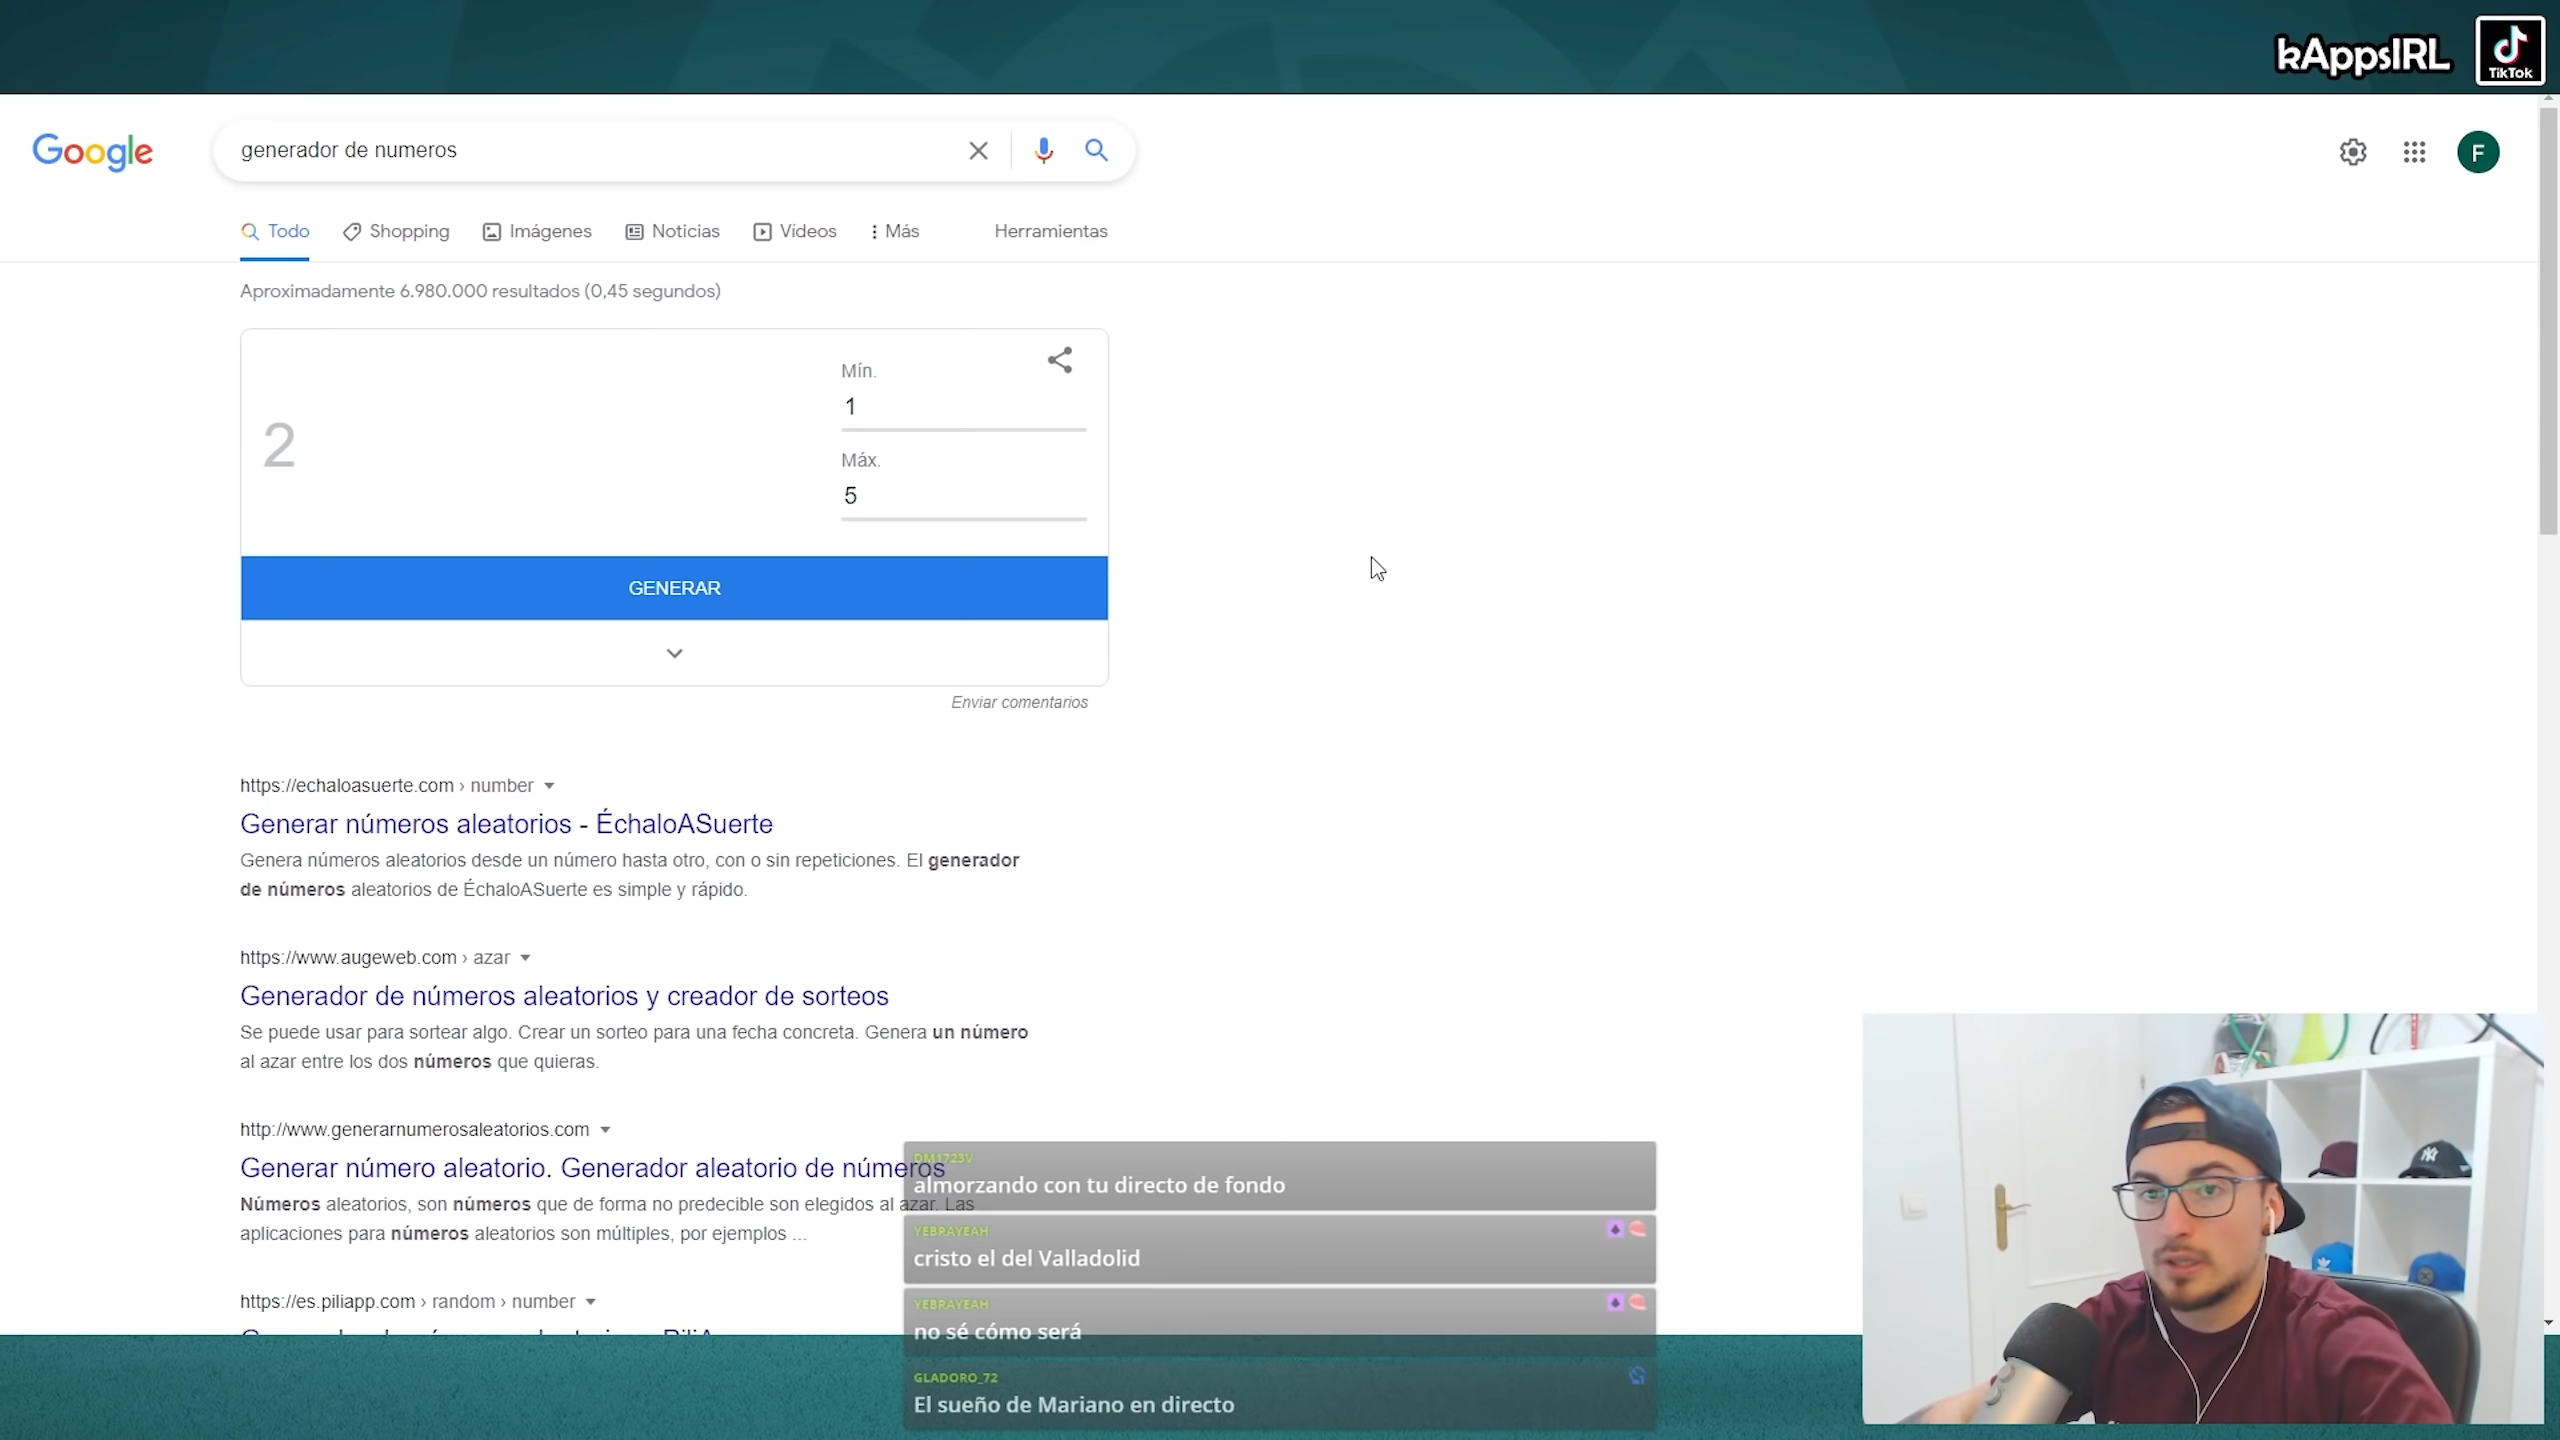 kAppsIRL
TikTok
Google
generador de numeros
F
Todo
Shopping
Imágenes
Noticias
Vídeos
Más
Herramientas
Aproximadamente 6.980.000 resultados (0,45 segundos)
Mín.
1
2
Máx.
5
GENERAR
Enviar comentarios
https://echaloasuerte.com › number
Generar números aleatorios - ÉchaloASuerte
Genera números aleatorios desde un número hasta otro, con o sin repeticiones. El generador
de números aleatorios de ÉchaloASuerte es simple y rápido.
https://www.augeweb.com › azar
Generador de números aleatorios y creador de sorteos
Se puede usar para sortear algo. Crear un sorteo para una fecha concreta. Genera un número
al azar entre los dos números que quieras.
http://www.generarnumerosaleatorios.com
Generar número aleatorio. Generador aleatorio de números
Números aleatorios, son números que de forma no predecible son elegidos al azar. Las
aplicaciones para números aleatorios son múltiples, por ejemplos ...
https://es.piliapp.com › random › number
DM1723V
almorzando con tu directo de fondo
YEBRAYEAH
cristo el del Valladolid
YEBRAYEAH
no sé cómo será
GLADORO_72
El sueño de Mariano en directo